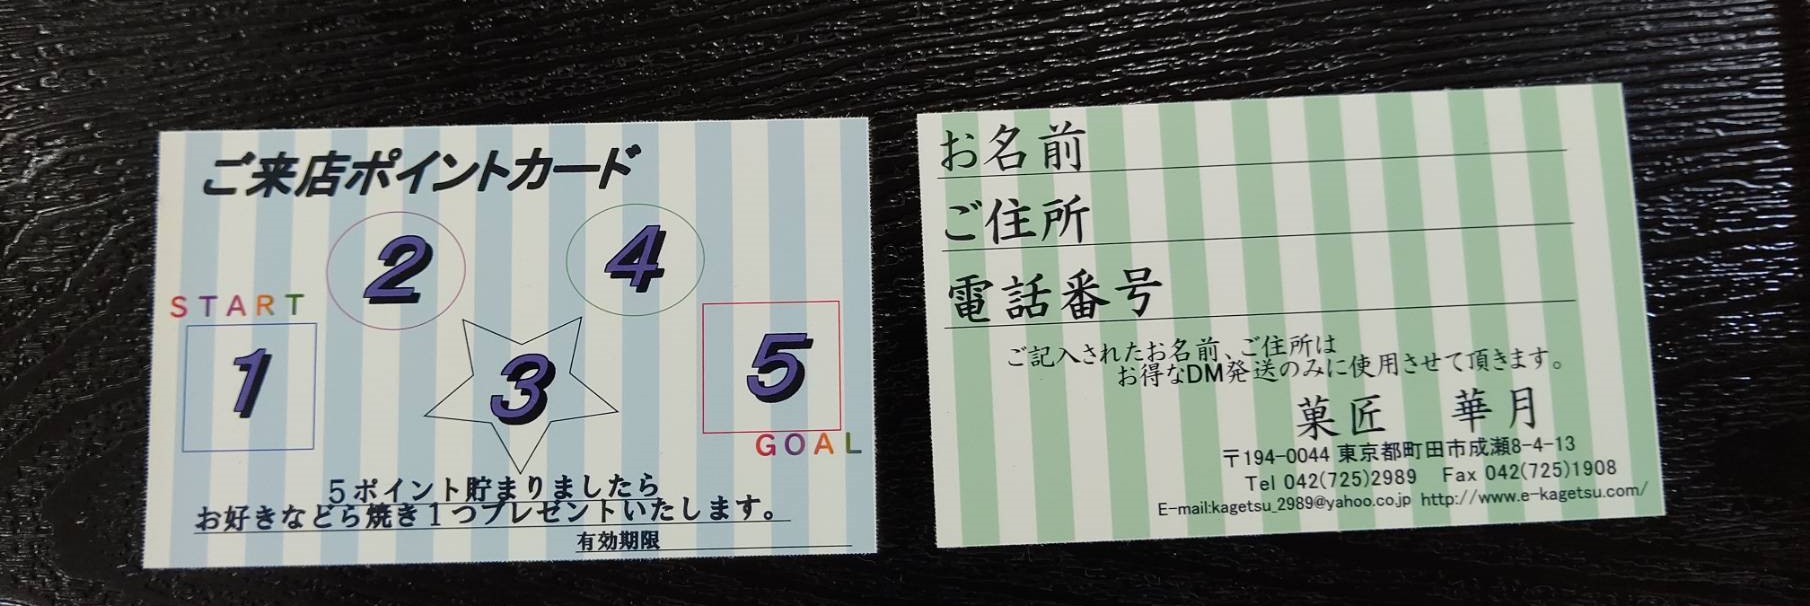 ご来店ポイントカード
START
1
2
3
4
5
GOAL
5ポイント貯まりましたら
お好きなどら焼き1つプレゼントいたします。
有効期限
お名前
ご住所
電話番号
ご記入されたお名前、ご住所は
お得なDM発送のみに使用させて頂きます。
菓匠 華月
〒194-0044 東京都町田市成瀬8-4-13
Tel 042(725)2989 Fax 042(725)1908
E-mail:kagetsu_2989@yahoo.co.jp http://www.e-kagetsu.com/